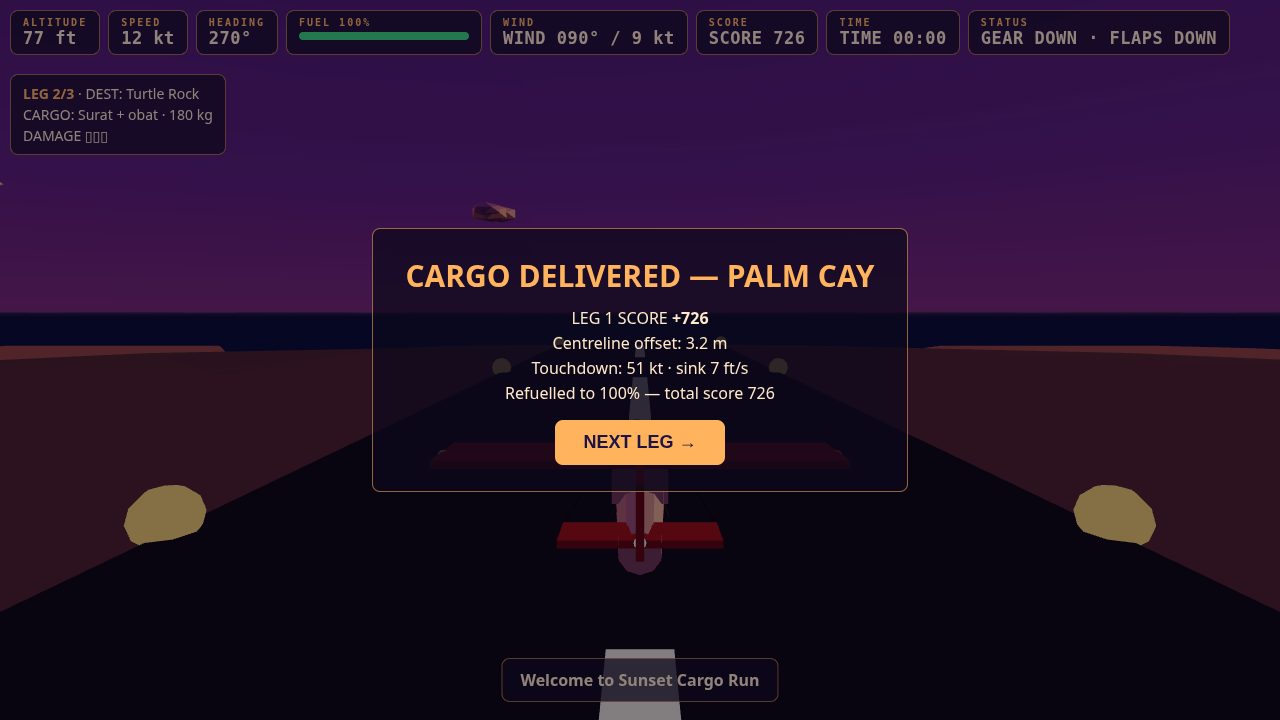 ALTITUDE
77 ft
SPEED
12 kt
HEADING
270°
FUEL 100%
WIND
WIND 090° / 9 kt
SCORE
SCORE 726
TIME
TIME 00:00
STATUS
GEAR DOWN · FLAPS DOWN
LEG 2/3 · DEST: Turtle Rock
CARGO: Surat + obat · 180 kg
DAMAGE ▯▯▯
CARGO DELIVERED — PALM CAY
LEG 1 SCORE +726
Centreline offset: 3.2 m
Touchdown: 51 kt · sink 7 ft/s
Refuelled to 100% — total score 726
NEXT LEG →
Welcome to Sunset Cargo Run